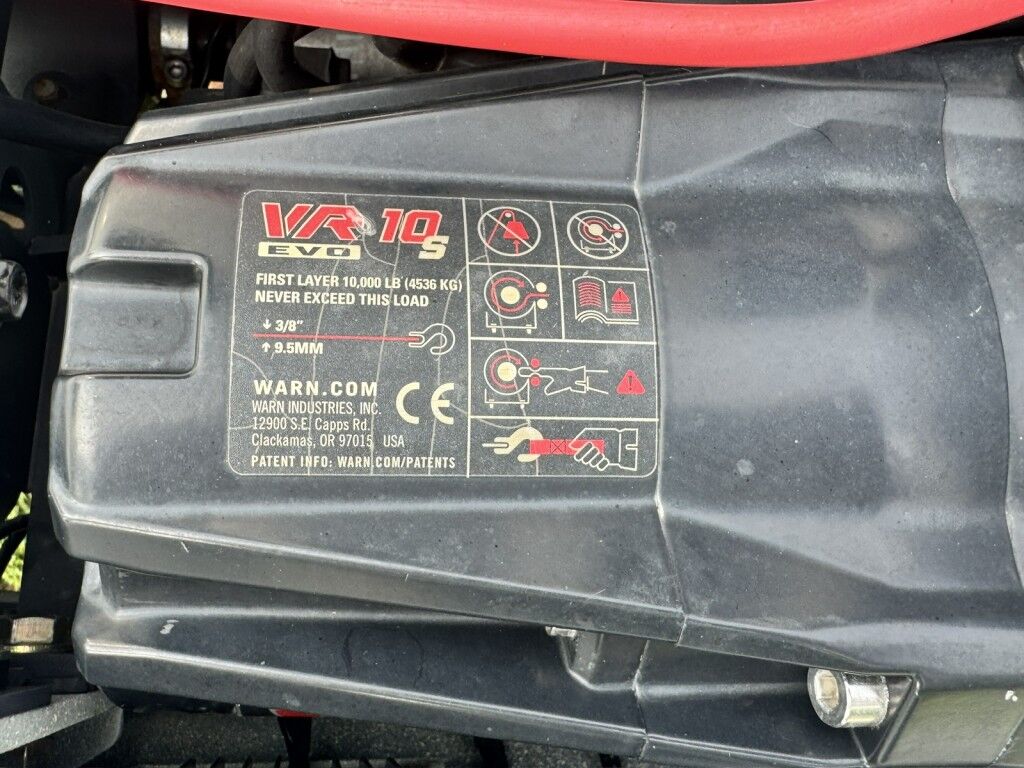 VR 10
EVO S
FIRST LAYER 10,000 LB (4536 KG)
NEVER EXCEED THIS LOAD
↓ 3/8"
↑ 9.5MM
WARN.COM
WARN INDUSTRIES, INC.
12900 S.E. Capps Rd.
Clackamas, OR 97015 USA
CE
PATENT INFO: WARN.COM/PATENTS